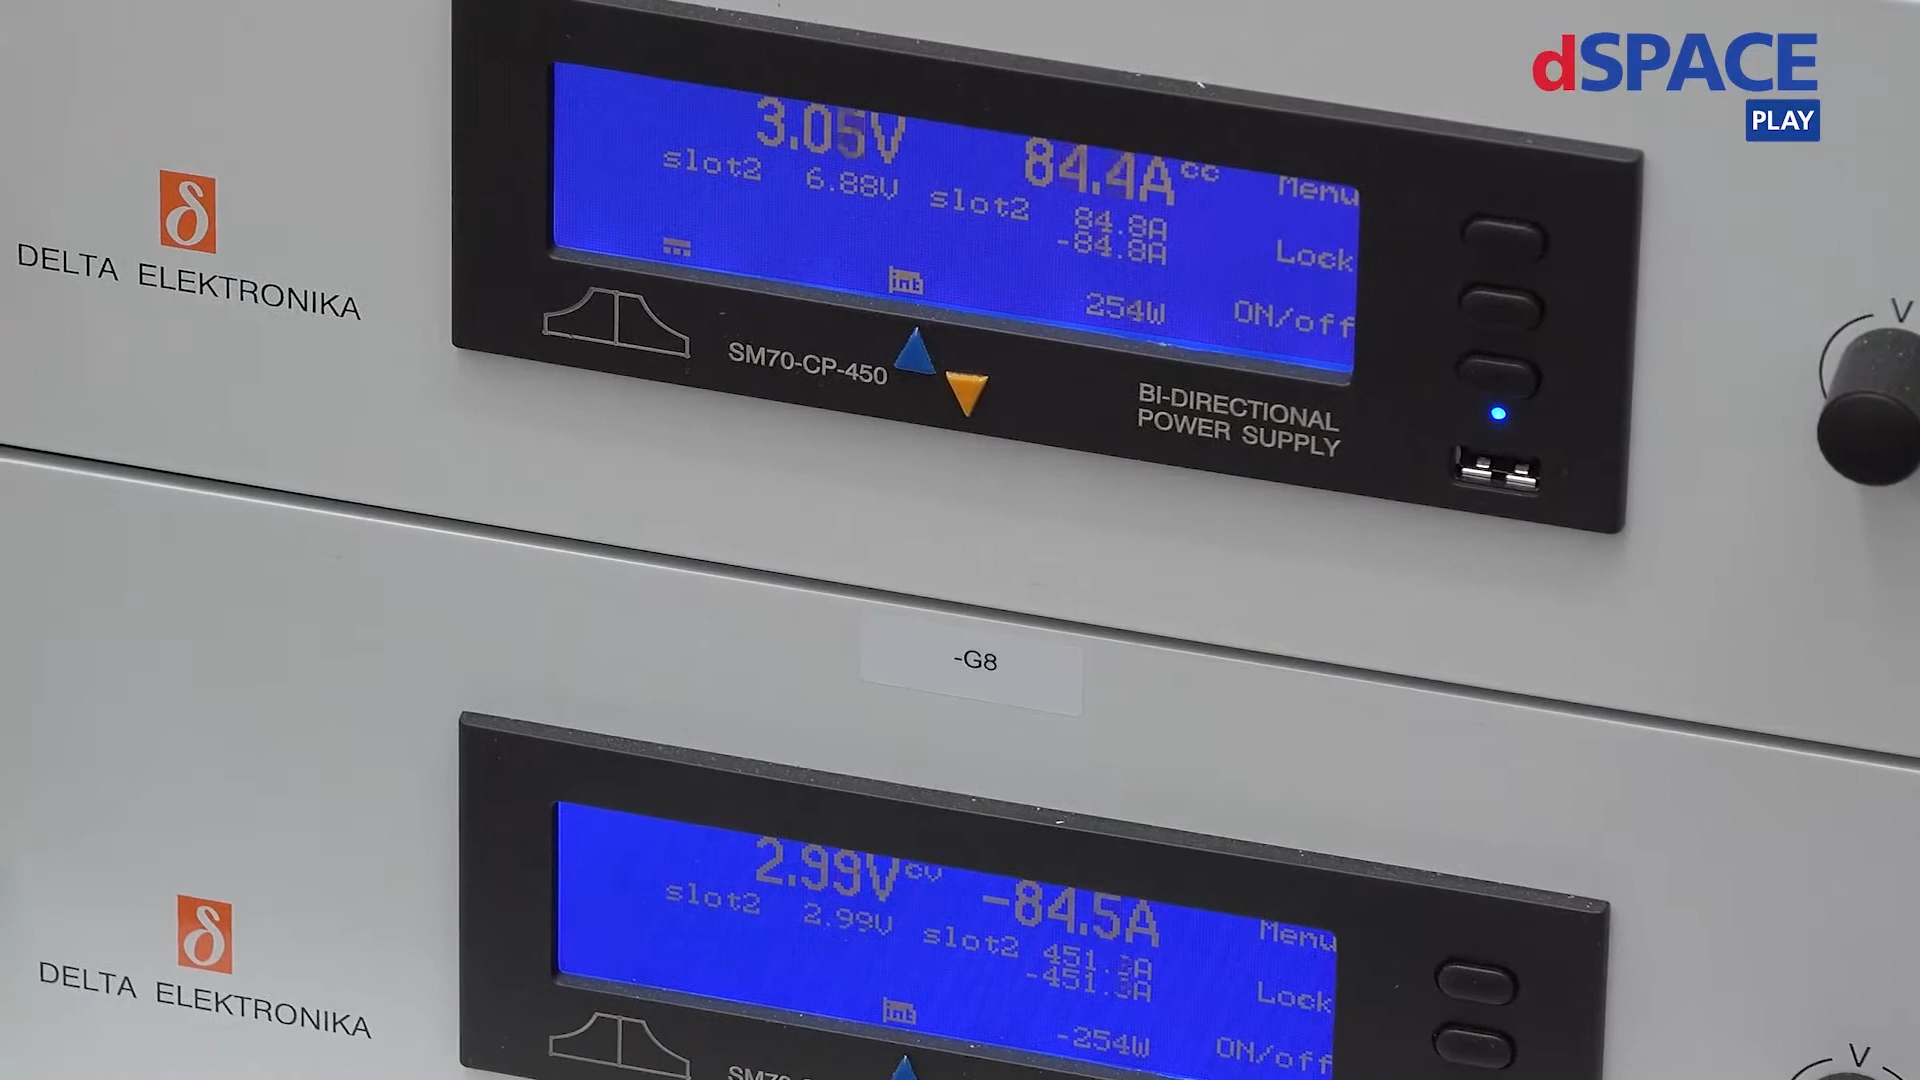 dSPACE
PLAY
3.05V
84.4A cc
Menu
slot2 6.88V
slot2 84.8A
-84.8A
Lock
int
254W
ON/off
δ
DELTA ELEKTRONIKA
SM70-CP-450
BI-DIRECTIONAL
POWER SUPPLY
V
-G8
2.99V cv
-84.5A
Menu
slot2 2.99V
slot2 451.3A
-451.3A
Lock
int
-254W
ON/off
δ
DELTA ELEKTRONIKA
V